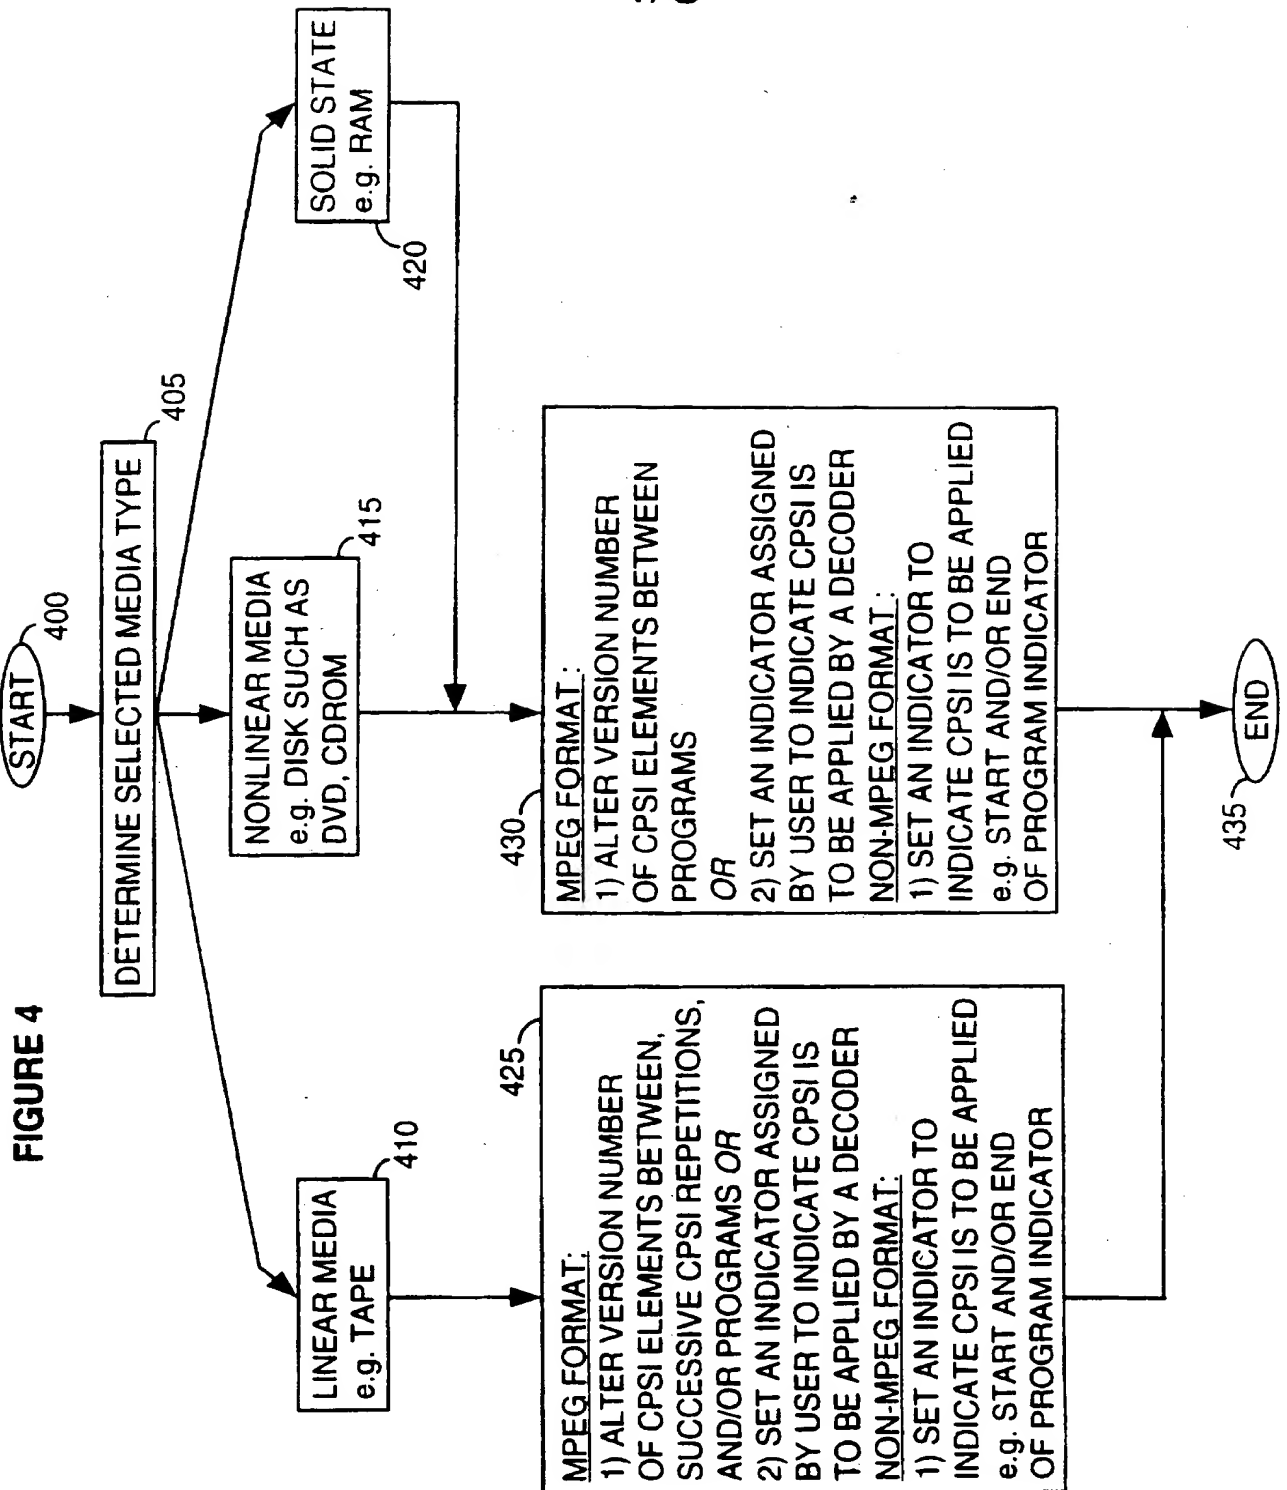 FIGURE 4
START
400
DETERMINE SELECTED MEDIA TYPE
405
LINEAR MEDIA
e.g. TAPE
410
NONLINEAR MEDIA
e.g. DISK SUCH AS
DVD, CDROM
415
SOLID STATE
e.g. RAM
420
425
MPEG FORMAT:
1) ALTER VERSION NUMBER
OF CPSI ELEMENTS BETWEEN,
SUCCESSIVE CPSI REPETITIONS,
AND/OR PROGRAMS OR
2) SET AN INDICATOR ASSIGNED
BY USER TO INDICATE CPSI IS
TO BE APPLIED BY A DECODER
NON-MPEG FORMAT:
1) SET AN INDICATOR TO
INDICATE CPSI IS TO BE APPLIED
e.g. START AND/OR END
OF PROGRAM INDICATOR
430
MPEG FORMAT :
1) ALTER VERSION NUMBER
OF CPSI ELEMENTS BETWEEN
PROGRAMS
OR
2) SET AN INDICATOR ASSIGNED
BY USER TO INDICATE CPSI IS
TO BE APPLIED BY A DECODER
NON-MPEG FORMAT:
1) SET AN INDICATOR TO
INDICATE CPSI IS TO BE APPLIED
e.g. START AND/OR END
OF PROGRAM INDICATOR
END
435